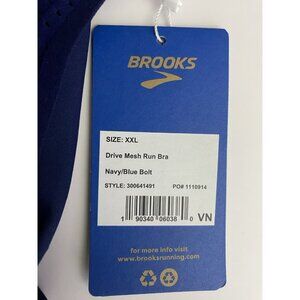 BROOKS
SIZE: XXL
Drive Mesh Run Bra
Navy/Blue Bolt
STYLE: 300641491 PO# 1110914
1 90340 06038 0 VN
for more info visit
www.brooksrunning.com